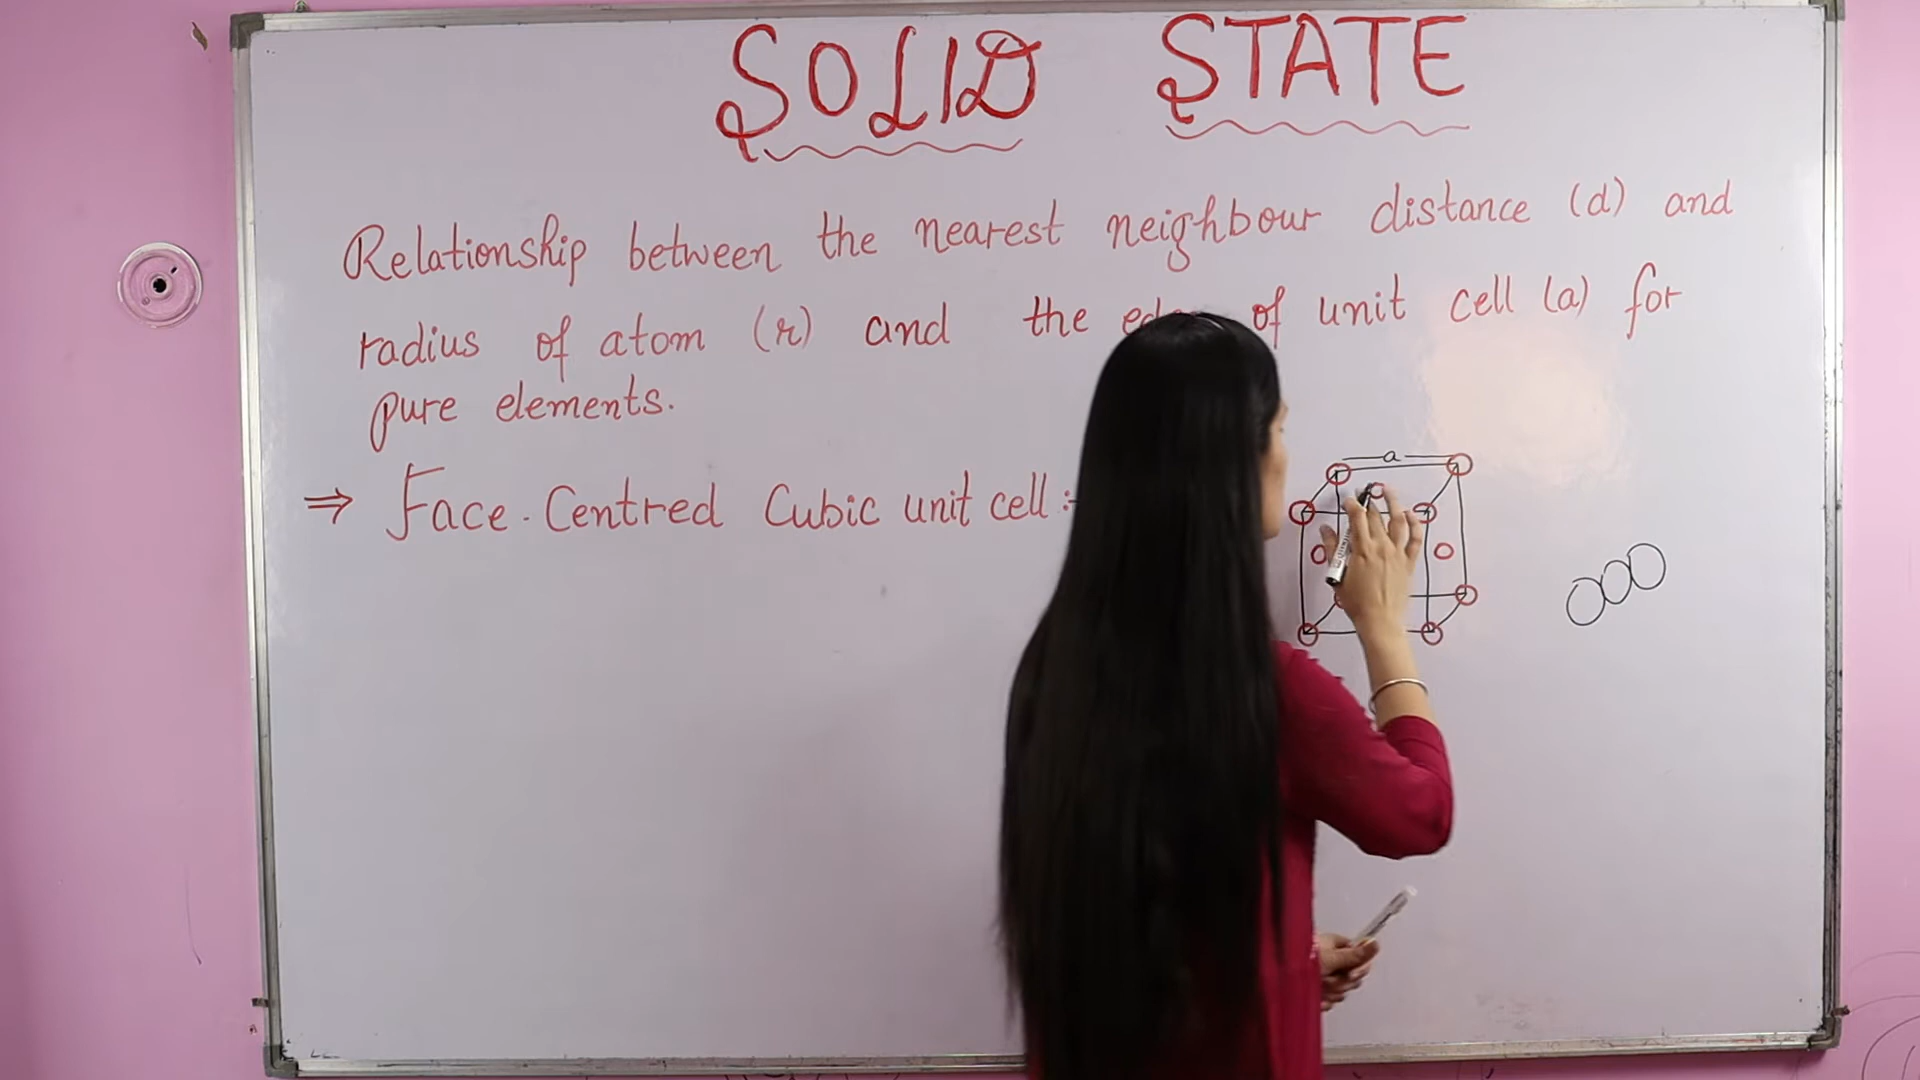 SOLID STATE
Relationship between the nearest neighbour distance (d) and
radius of atom (r) and the of unit cell (a) for
pure elements.
⇒ Face-Centred Cubic unit cell :-
a